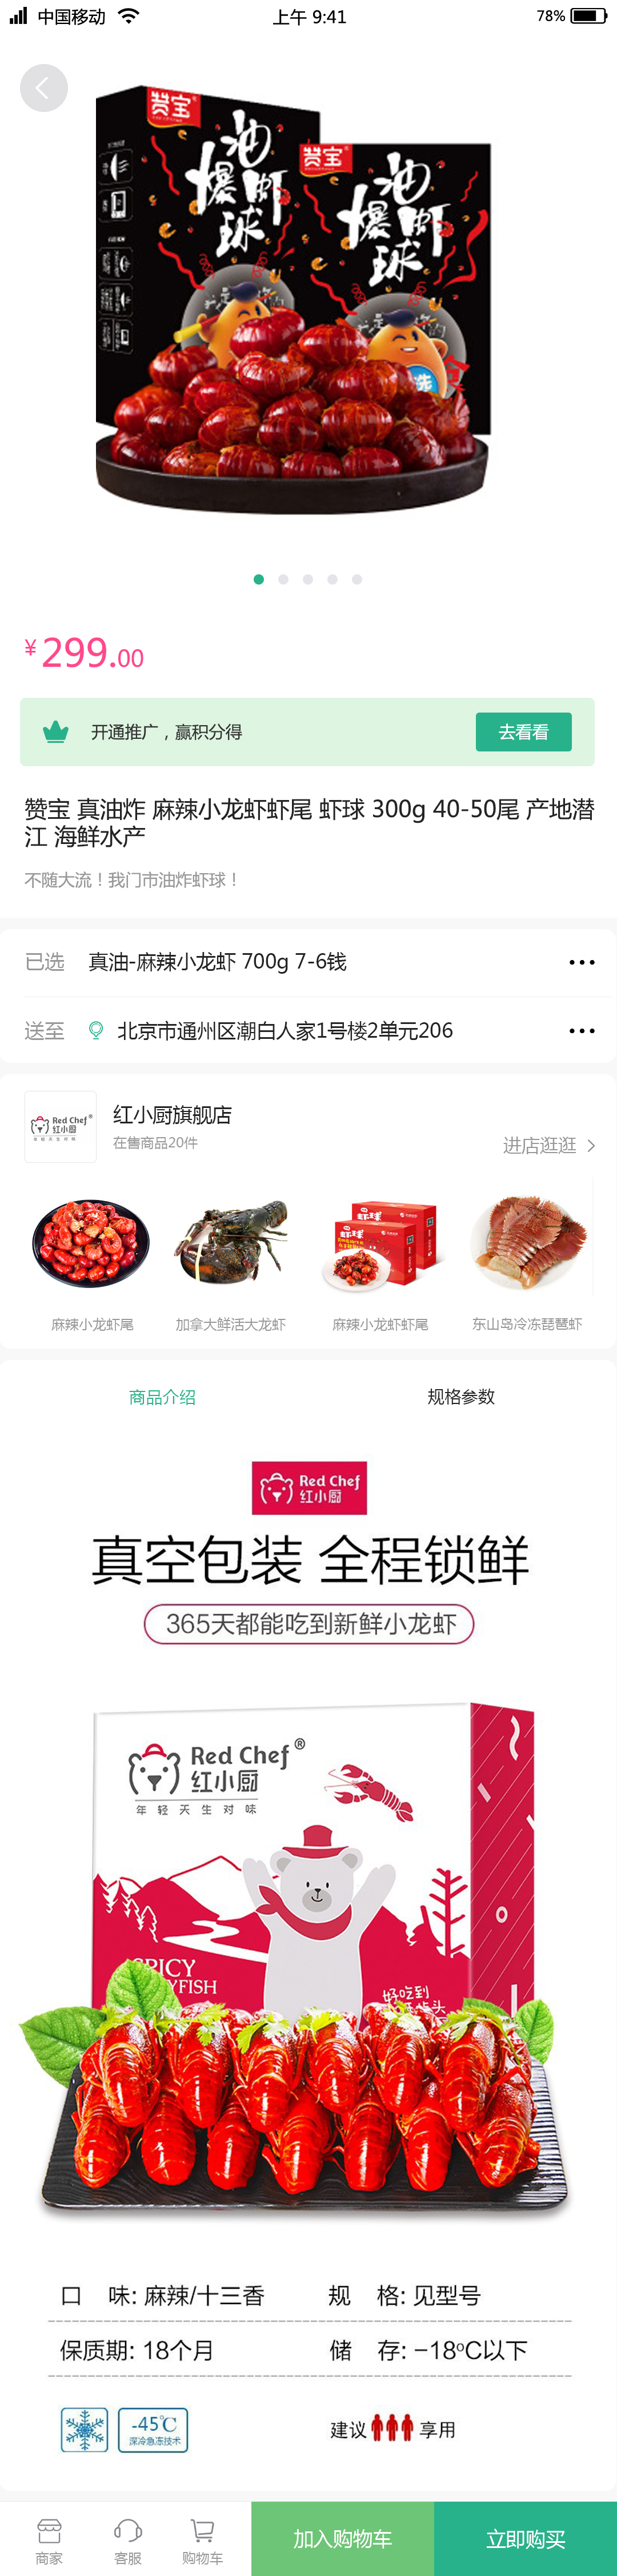 中国移动
上午 9:41
78%
赞宝
油爆虾球
赞宝
油爆虾球
¥299.00
开通推广，赢积分得
去看看
赞宝 真油炸 麻辣小龙虾虾尾 虾球 300g 40-50尾 产地潜
江 海鲜水产
不随大流！我门市油炸虾球！
已选 真油-麻辣小龙虾 700g 7-6钱
送至 北京市通州区潮白人家1号楼2单元206
Red Chef
红小厨
年轻天生对味
红小厨旗舰店
在售商品20件
进店逛逛
虾球
麻辣小龙虾尾 加拿大鲜活大龙虾 麻辣小龙虾虾尾 东山岛冷冻琵琶虾
商品介绍 规格参数
Red Chef
红小厨
真空包装 全程锁鲜
365天都能吃到新鲜小龙虾
Red Chef®
红小厨
年轻天生对味
SPICY
YFISH
好吃到
头
口 味: 麻辣/十三香 规 格: 见型号
保质期: 18个月 储 存: -18°C以下
-45℃
深冷急冻技术
建议 享用
商家 客服 购物车 加入购物车 立即购买